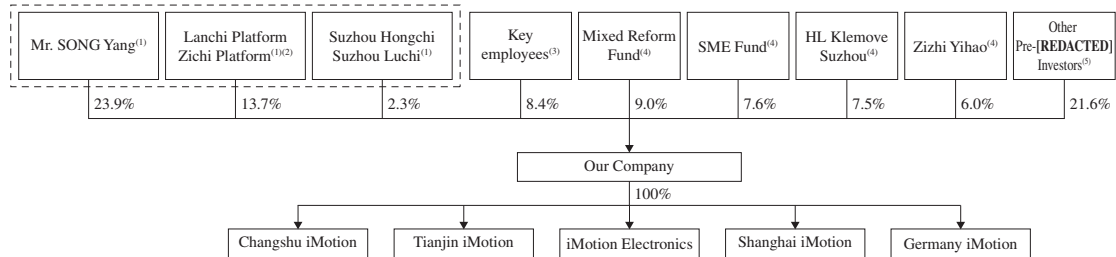 Mr. SONG Yang(1)
Lanchi Platform
Zichi Platform(1)(2)
Suzhou Hongchi
Suzhou Luchi(1)
Key
employees(3)
Mixed Reform
Fund(4)
SME Fund(4)
HL Klemove
Suzhou(4)
Zizhi Yihao(4)
Other
Pre-[REDACTED]
Investors(5)
23.9%
13.7%
2.3%
8.4%
9.0%
7.6%
7.5%
6.0%
21.6%
Our Company
100%
Changshu iMotion
Tianjin iMotion
iMotion Electronics
Shanghai iMotion
Germany iMotion